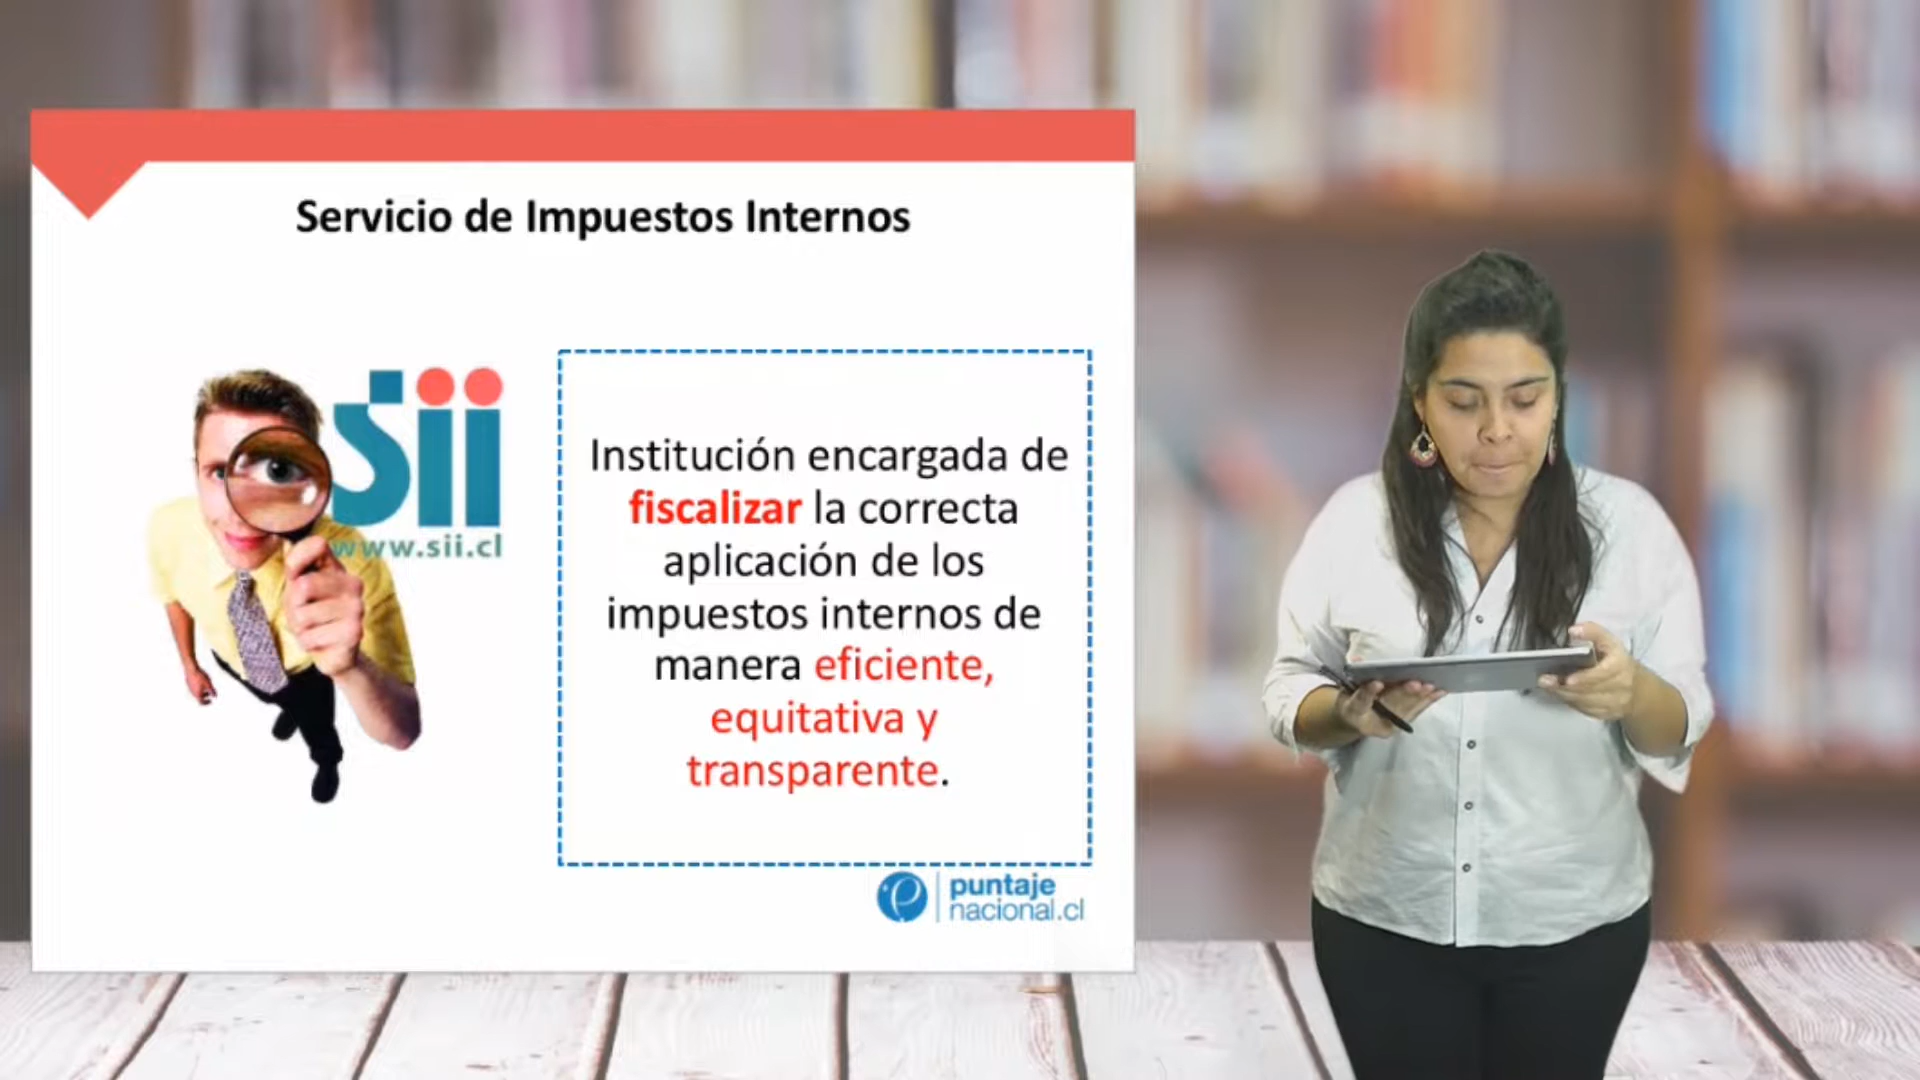 Servicio de Impuestos Internos
sii
www.sii.cl
Institución encargada de
fiscalizar la correcta
aplicación de los
impuestos internos de
manera eficiente,
equitativa y
transparente.
puntaje
nacional.cl